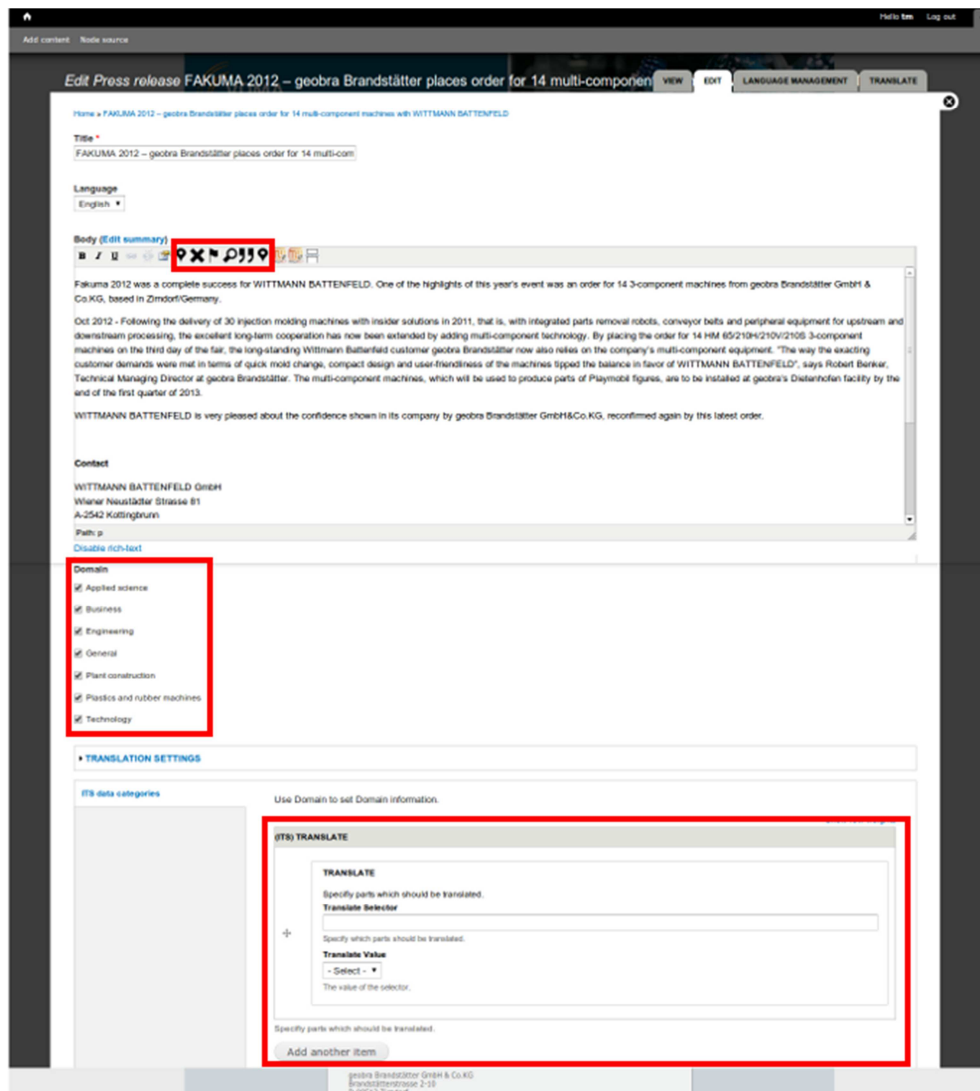 Hello tm Log out
Add content Node source
Edit Press release FAKUMA 2012 – geobra Brandstätter places order for 14 multi-componen
VIEW EDIT LANGUAGE MANAGEMENT TRANSLATE
Home » FAKUMA 2012 – geobra Brandstätter places order for 14 multi-component machines with WITTMANN BATTENFELD
Title *
FAKUMA 2012 – geobra Brandstätter places order for 14 multi-com
Language
English
Body (Edit summary)
B I U
Fakuma 2012 was a complete success for WITTMANN BATTENFELD. One of the highlights of this year's event was an order for 14 3-component machines from geobra Brandstätter GmbH &
Co.KG, based in Zirndorf/Germany.
Oct 2012 - Following the delivery of 30 injection molding machines with insider solutions in 2011, that is, with integrated parts removal robots, conveyor belts and peripheral equipment for upstream and
downstream processing, the excellent long-term cooperation has now been extended by adding multi-component technology. By placing the order for 14 HM 65/210H/210V/210S 3-component
machines on the third day of the fair, the long-standing Wittmann Battenfeld customer geobra Brandstätter now also relies on the company's multi-component equipment. "The way the exacting
customer demands were met in terms of quick mold change, compact design and user-friendliness of the machines tipped the balance in favor of WITTMANN BATTENFELD", says Robert Benker,
Technical Managing Director at geobra Brandstätter. The multi-component machines, which will be used to produce parts of Playmobil figures, are to be installed at geobra's Dietenhofen facility by the
end of the first quarter of 2013.
WITTMANN BATTENFELD is very pleased about the confidence shown in its company by geobra Brandstätter GmbH&Co.KG, reconfirmed again by this latest order.
Contact
WITTMANN BATTENFELD GmbH
Wiener Neustädter Strasse 81
A-2542 Kottingbrunn
Path: p
Disable rich-text
Domain
Applied science
Business
Engineering
General
Plant construction
Plastics and rubber machines
Technology
TRANSLATION SETTINGS
ITS data categories
Use Domain to set Domain information.
(ITS) TRANSLATE
TRANSLATE
Specify parts which should be translated.
Translate Selector
Specify which parts should be translated.
Translate Value
- Select -
The value of the selector.
Specify parts which should be translated.
Add another item
geobra Brandstätter GmbH & Co.KG
Brandstätterstrasse 2-10